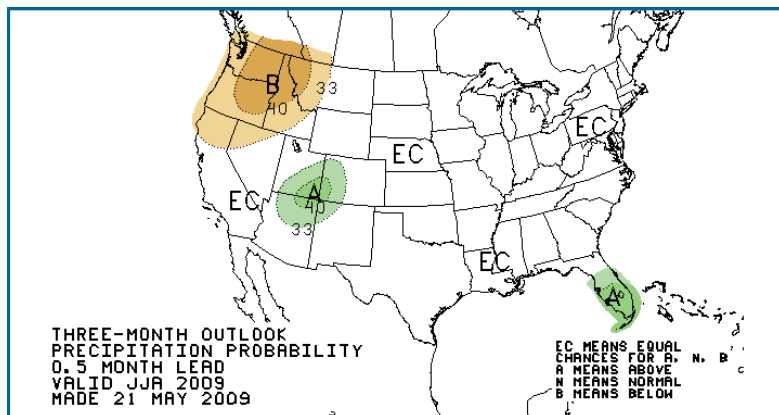 B
33
40
EC
EC
EC
A
40
33
EC
A
THREE-MONTH OUTLOOK
PRECIPITATION PROBABILITY
0.5 MONTH LEAD
VALID JJA 2009
MADE 21 MAY 2009
EC MEANS EQUAL
CHANCES FOR A, N, B
A MEANS ABOVE
N MEANS NORMAL
B MEANS BELOW